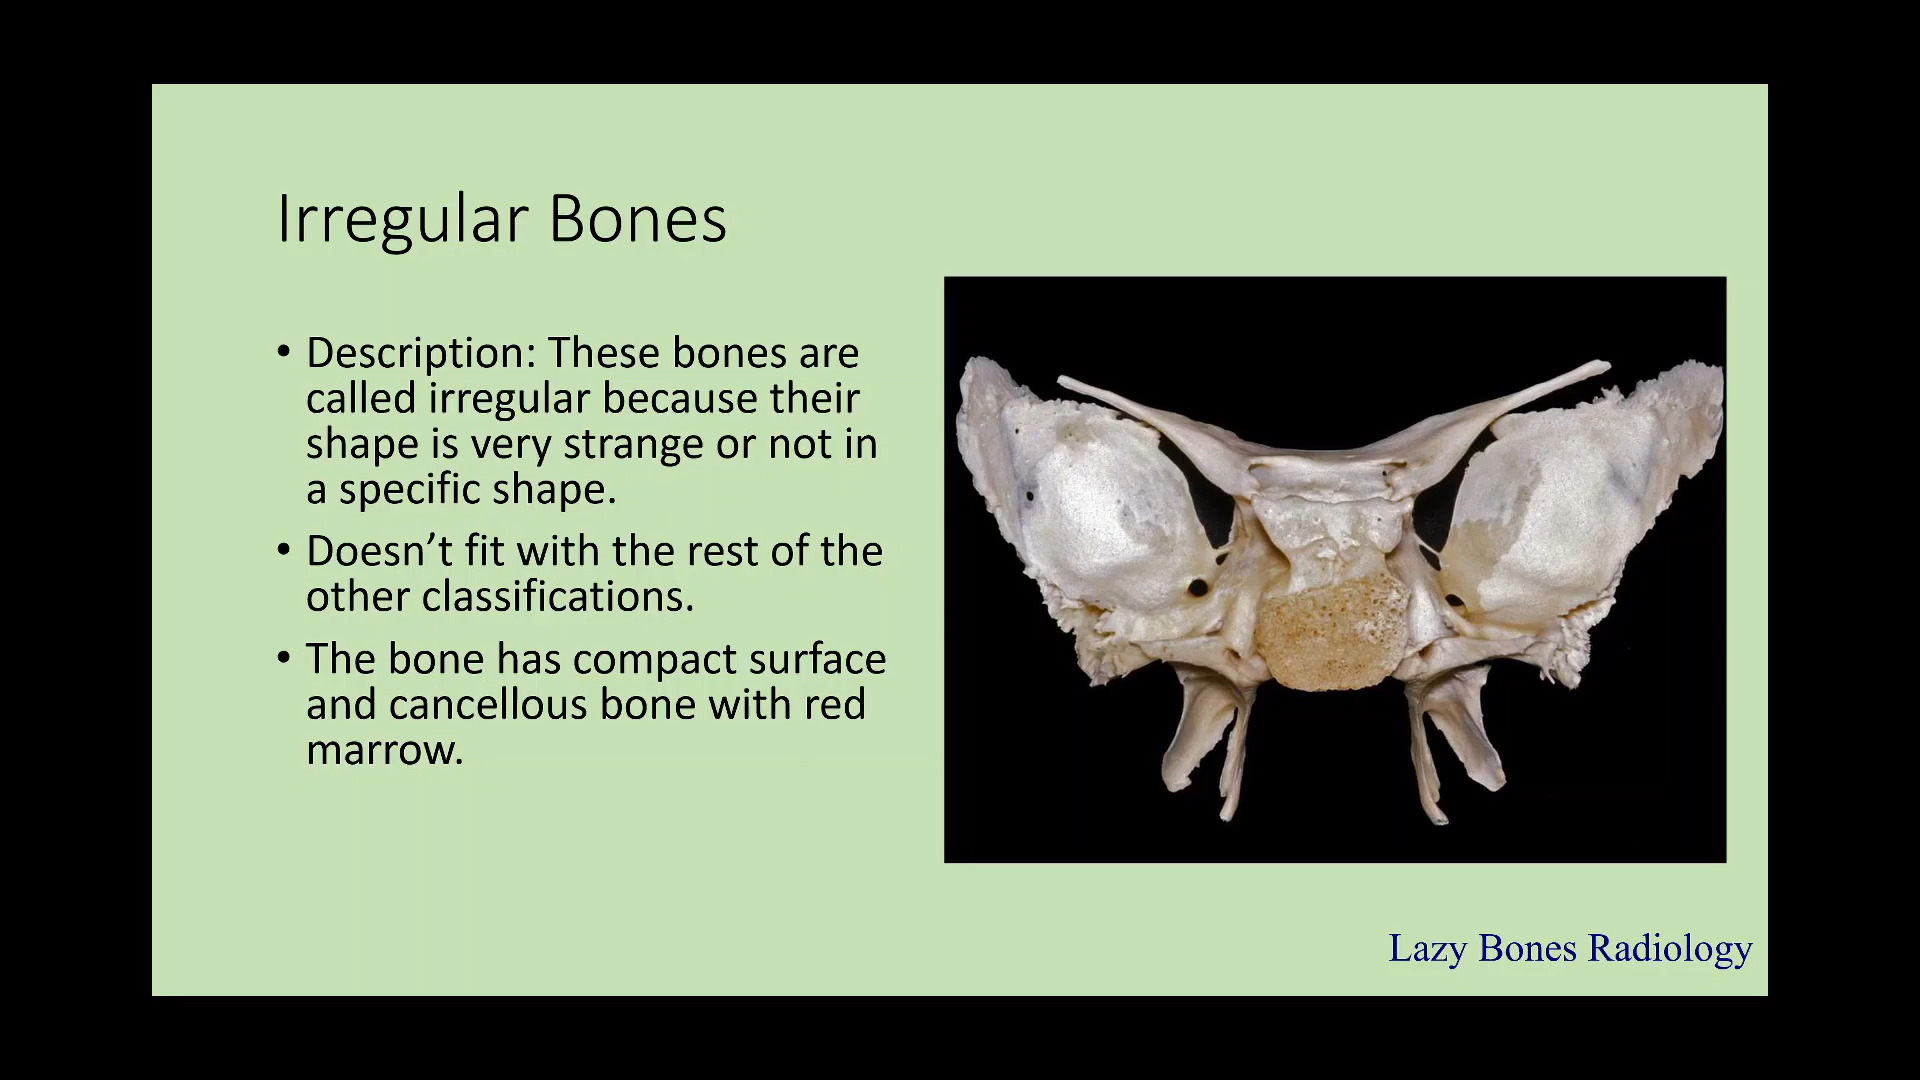 Irregular Bones
• Description: These bones are
called irregular because their
shape is very strange or not in
a specific shape.
• Doesn’t fit with the rest of the
other classifications.
• The bone has compact surface
and cancellous bone with red
marrow.
Lazy Bones Radiology